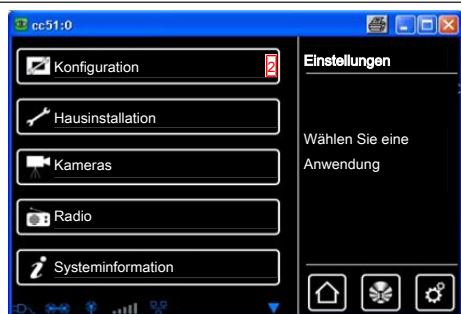 cc51:0
Konfiguration 2
Hausinstallation
Kameras
Radio
Systeminformation
Einstellungen
Wählen Sie eine
Anwendung